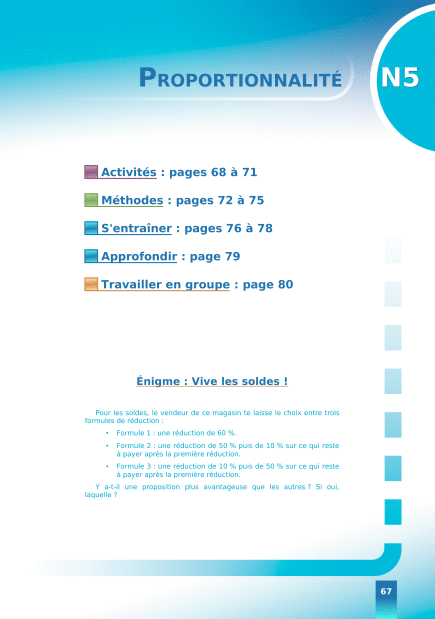 PROPORTIONNALITÉ
N5
Activités : pages 68 à 71
Méthodes : pages 72 à 75
S'entraîner : pages 76 à 78
Approfondir : page 79
Travailler en groupe : page 80
Énigme : Vive les soldes !
Pour les soldes, le vendeur de ce magasin te laisse le choix entre trois
formules de réduction :
• Formule 1 : une réduction de 60 %.
• Formule 2 : une réduction de 50 % puis de 10 % sur ce qui reste
à payer après la première réduction.
• Formule 3 : une réduction de 10 % puis de 50 % sur ce qui reste
à payer après la première réduction.
Y a-t-il une proposition plus avantageuse que les autres ? Si oui,
laquelle ?
67